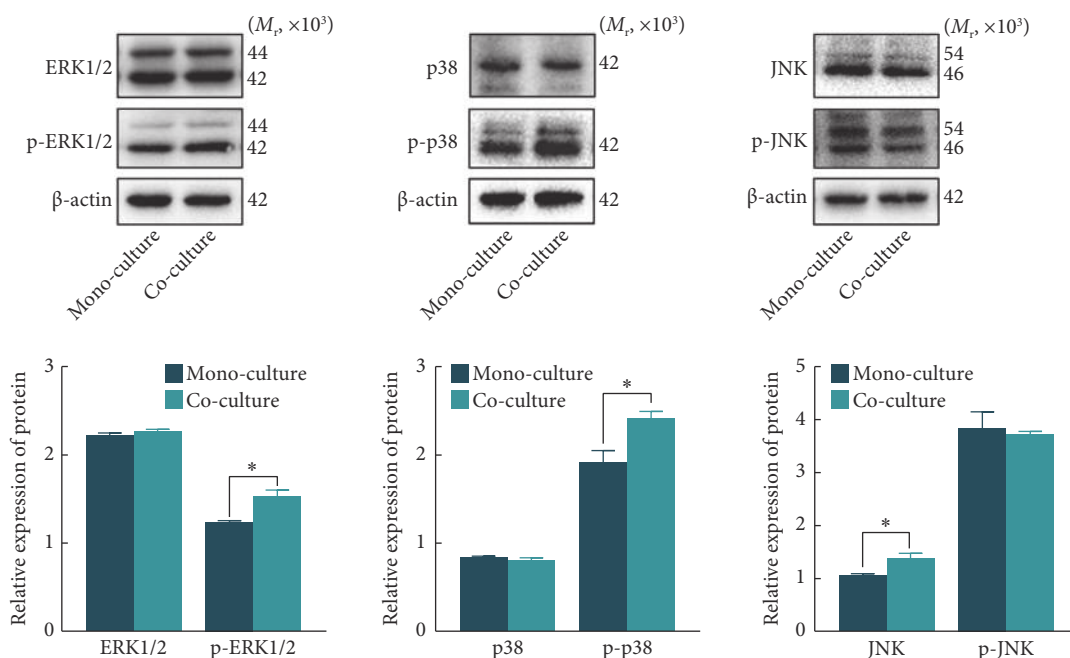 (Mr, ×10³)
ERK1/2
44
42
p-ERK1/2
44
42
β-actin
42
Mono-culture
Co-culture
(Mr, ×10³)
p38
42
p-p38
42
β-actin
42
Mono-culture
Co-culture
(Mr, ×10³)
JNK
54
46
p-JNK
54
46
β-actin
42
Mono-culture
Co-culture
Relative expression of protein
3
2
1
0
Mono-culture
Co-culture
*
ERK1/2
p-ERK1/2
Relative expression of protein
3
2
1
0
Mono-culture
Co-culture
*
p38
p-p38
Relative expression of protein
5
4
3
2
1
0
Mono-culture
Co-culture
*
JNK
p-JNK